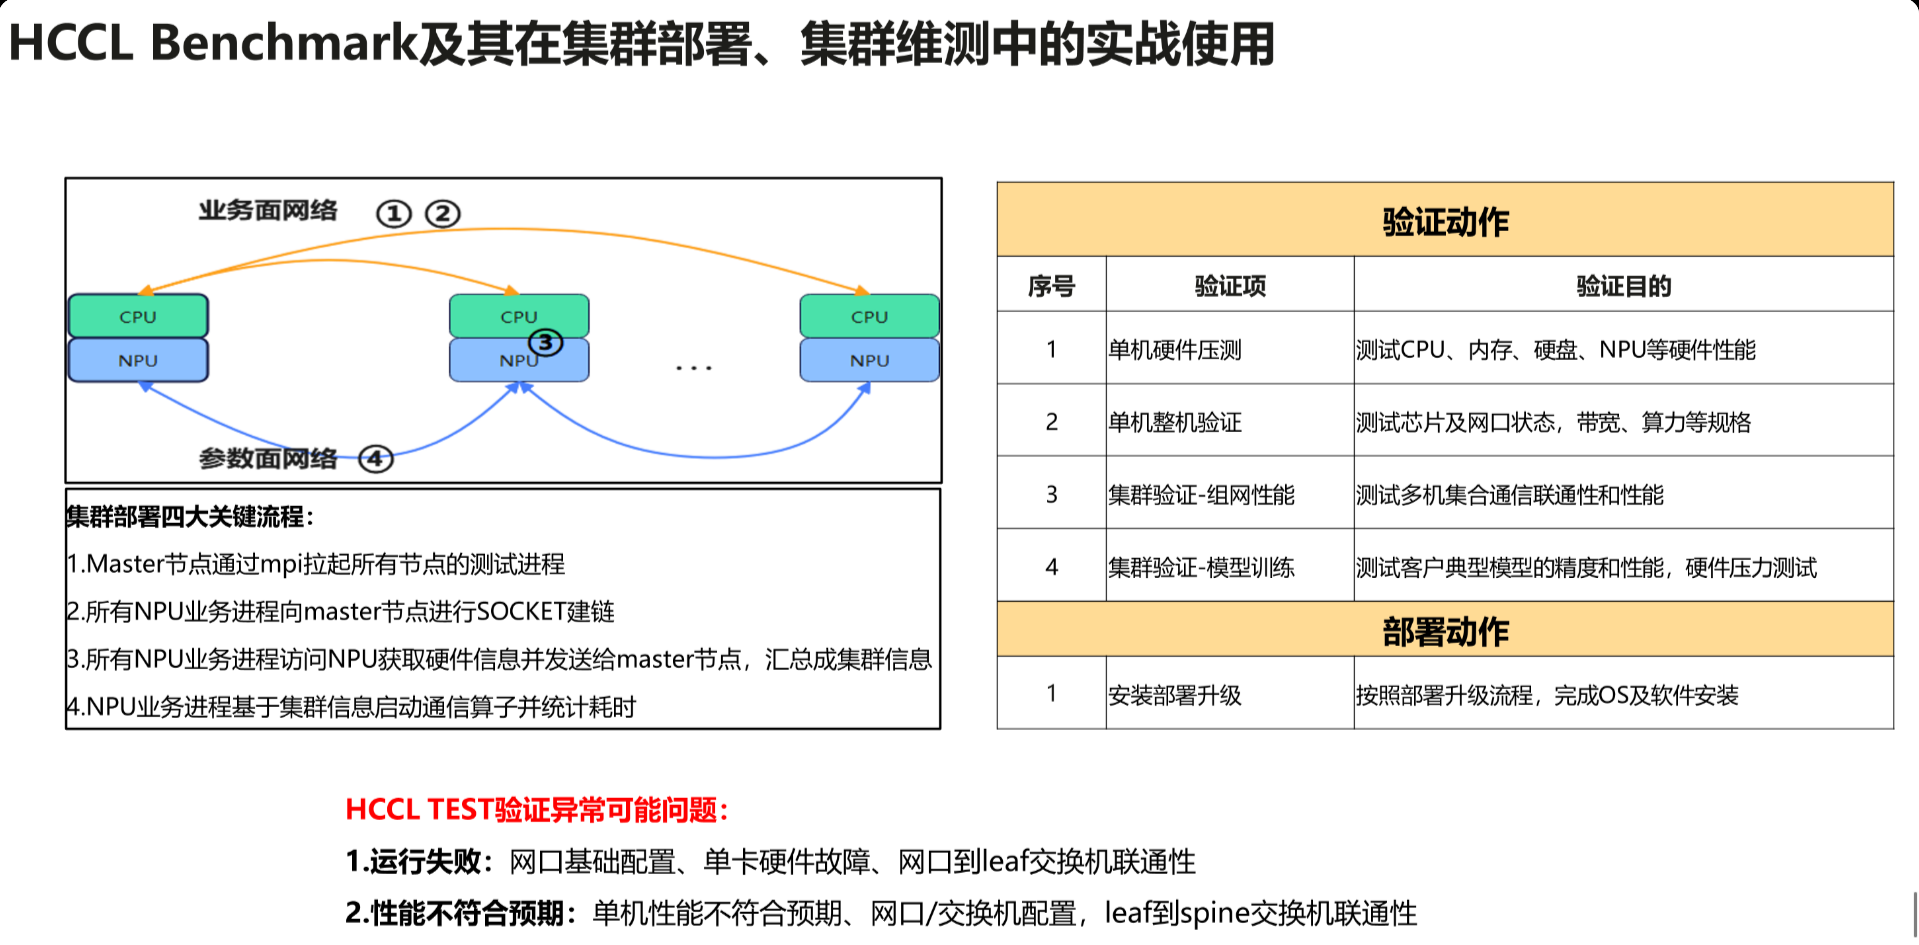 HCCL Benchmark及其在集群部署、集群维测中的实战使用
业务面网络 ① ②
CPU CPU CPU
NPU NPU ③ ... NPU
参数面网络 ④
集群部署四大关键流程：
1.Master节点通过mpi拉起所有节点的测试进程
2.所有NPU业务进程向master节点进行SOCKET建链
3.所有NPU业务进程访问NPU获取硬件信息并发送给master节点，汇总成集群信息
4.NPU业务进程基于集群信息启动通信算子并统计耗时
验证动作
序号 验证项 验证目的
1 单机硬件压测 测试CPU、内存、硬盘、NPU等硬件性能
2 单机整机验证 测试芯片及网口状态，带宽、算力等规格
3 集群验证-组网性能 测试多机集合通信联通性和性能
4 集群验证-模型训练 测试客户典型模型的精度和性能，硬件压力测试
部署动作
1 安装部署升级 按照部署升级流程，完成OS及软件安装
HCCL TEST验证异常可能问题：
1.运行失败：网口基础配置、单卡硬件故障、网口到leaf交换机联通性
2.性能不符合预期：单机性能不符合预期、网口/交换机配置，leaf到spine交换机联通性